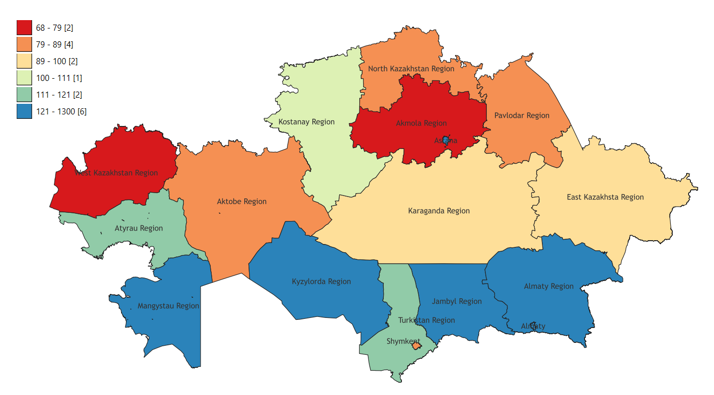 68 - 79 [2]
79 - 89 [4]
89 - 100 [2]
100 - 111 [1]
111 - 121 [2]
121 - 1300 [6]
North Kazakhstan Region
Kostanay Region
Akmola Region
Pavlodar Region
Astana
West Kazakhstan Region
Aktobe Region
East Kazakhsta Region
Karaganda Region
Atyrau Region
Kyzylorda Region
Almaty Region
Mangystau Region
Jambyl Region
Turkistan Region
Almaty
Shymkent